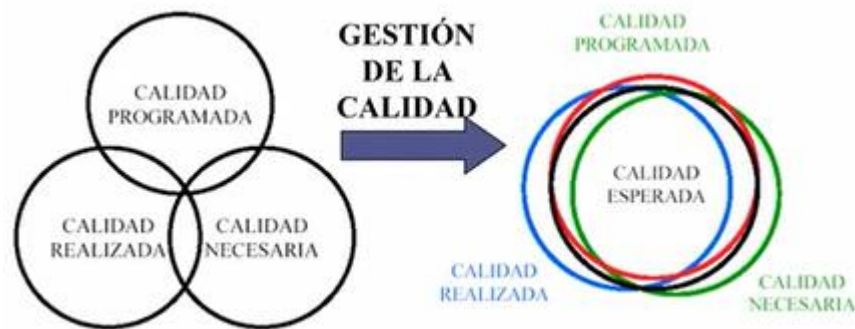 CALIDAD
PROGRAMADA
CALIDAD
REALIZADA
CALIDAD
NECESARIA
GESTIÓN
DE LA
CALIDAD
CALIDAD
PROGRAMADA
CALIDAD
ESPERADA
CALIDAD
REALIZADA
CALIDAD
NECESARIA